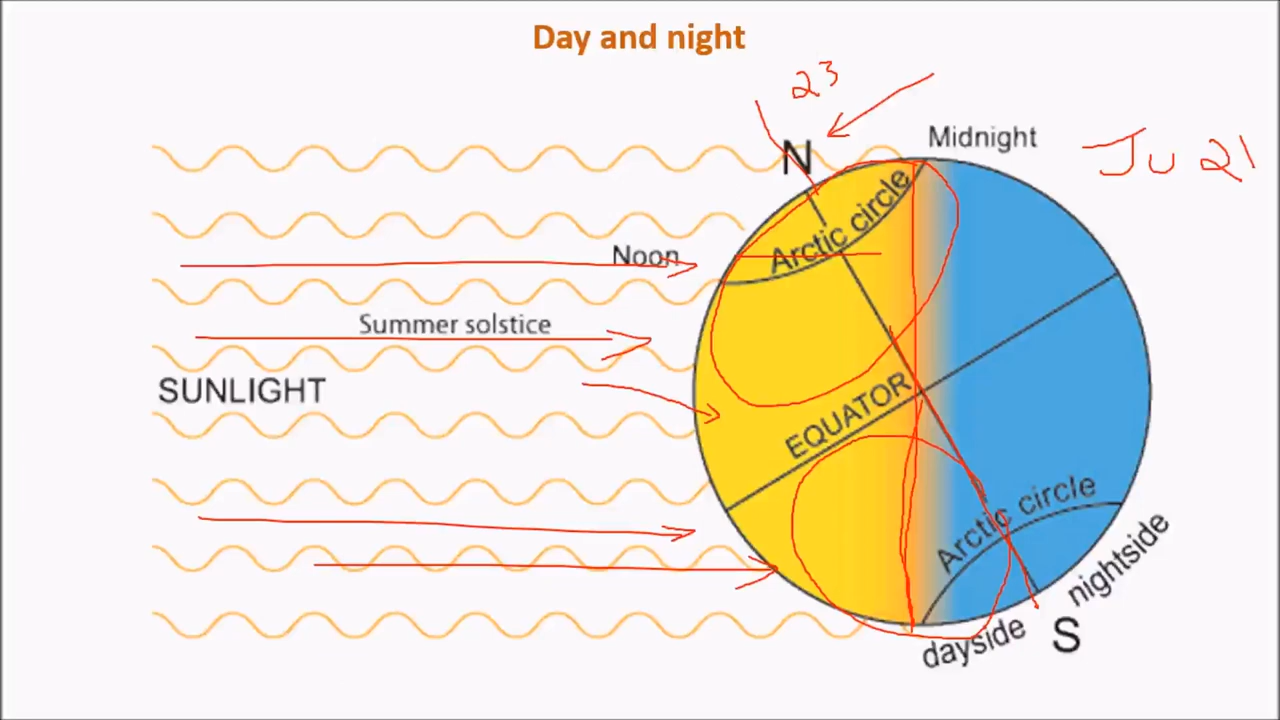 Day and night
23
N
Midnight
Ju 21
Arctic circle
Noon
Summer solstice
SUNLIGHT
EQUATOR
Arctic circle
nightside
dayside
S